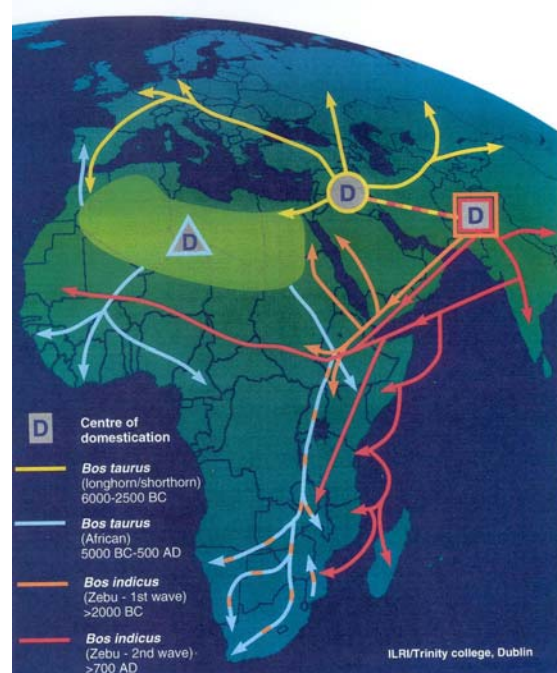 D
D
D
D
Centre of
domestication
Bos taurus
(longhorn/shorthorn)
6000-2500 BC
Bos taurus
(African)
5000 BC-500 AD
Bos indicus
(Zebu - 1st wave)
>2000 BC
Bos indicus
(Zebu - 2nd wave)·
>700 AD
ILRI/Trinity college, Dublin